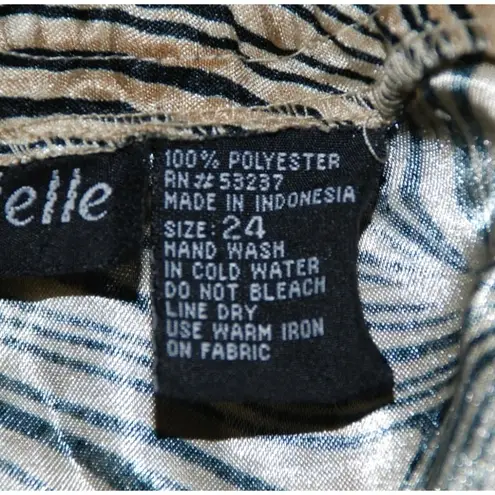 100% POLYESTER
RN # 53237
MADE IN INDONESIA
SIZE: 24
HAND WASH
IN COLD WATER
DO NOT BLEACH
LINE DRY
USE WARM IRON
ON FABRIC